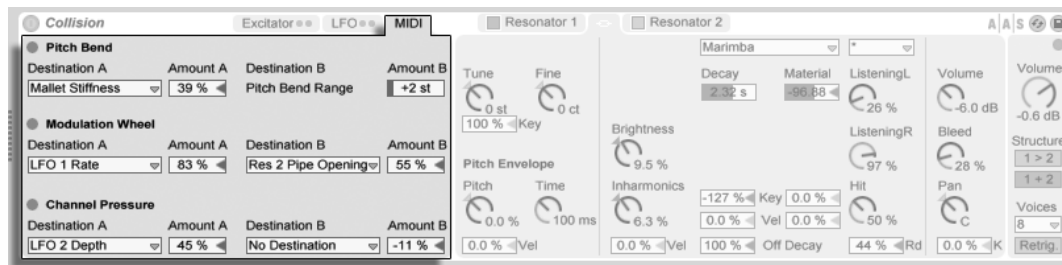 Collision Excitator LFO MIDI Resonator 1 Resonator 2 A A S
Pitch Bend
Destination A Amount A Destination B Amount B
Mallet Stiffness 39 % Pitch Bend Range +2 st
Modulation Wheel
Destination A Amount A Destination B Amount B
LFO 1 Rate 83 % Res 2 Pipe Opening 55 %
Channel Pressure
Destination A Amount A Destination B Amount B
LFO 2 Depth 45 % No Destination -11 %
Tune Fine
0 st 0 ct
100 % Key
Pitch Envelope
Pitch Time
0.0 % 100 ms
0.0 % Vel
Marimba *
Decay Material ListeningL
2.32 s -96.88 26 %
Brightness ListeningR
9.5 % 97 %
Inharmonics Hit
6.3 % -127 % Key 0.0 % 50 %
0.0 % Vel 0.0 %
0.0 % Vel 100 % Off Decay 44 % Rd
Volume
-6.0 dB
Bleed
28 %
Pan
C
0.0 % K
Volume
-0.6 dB
Structure
1 > 2
1 + 2
Voices
8
Retrig.